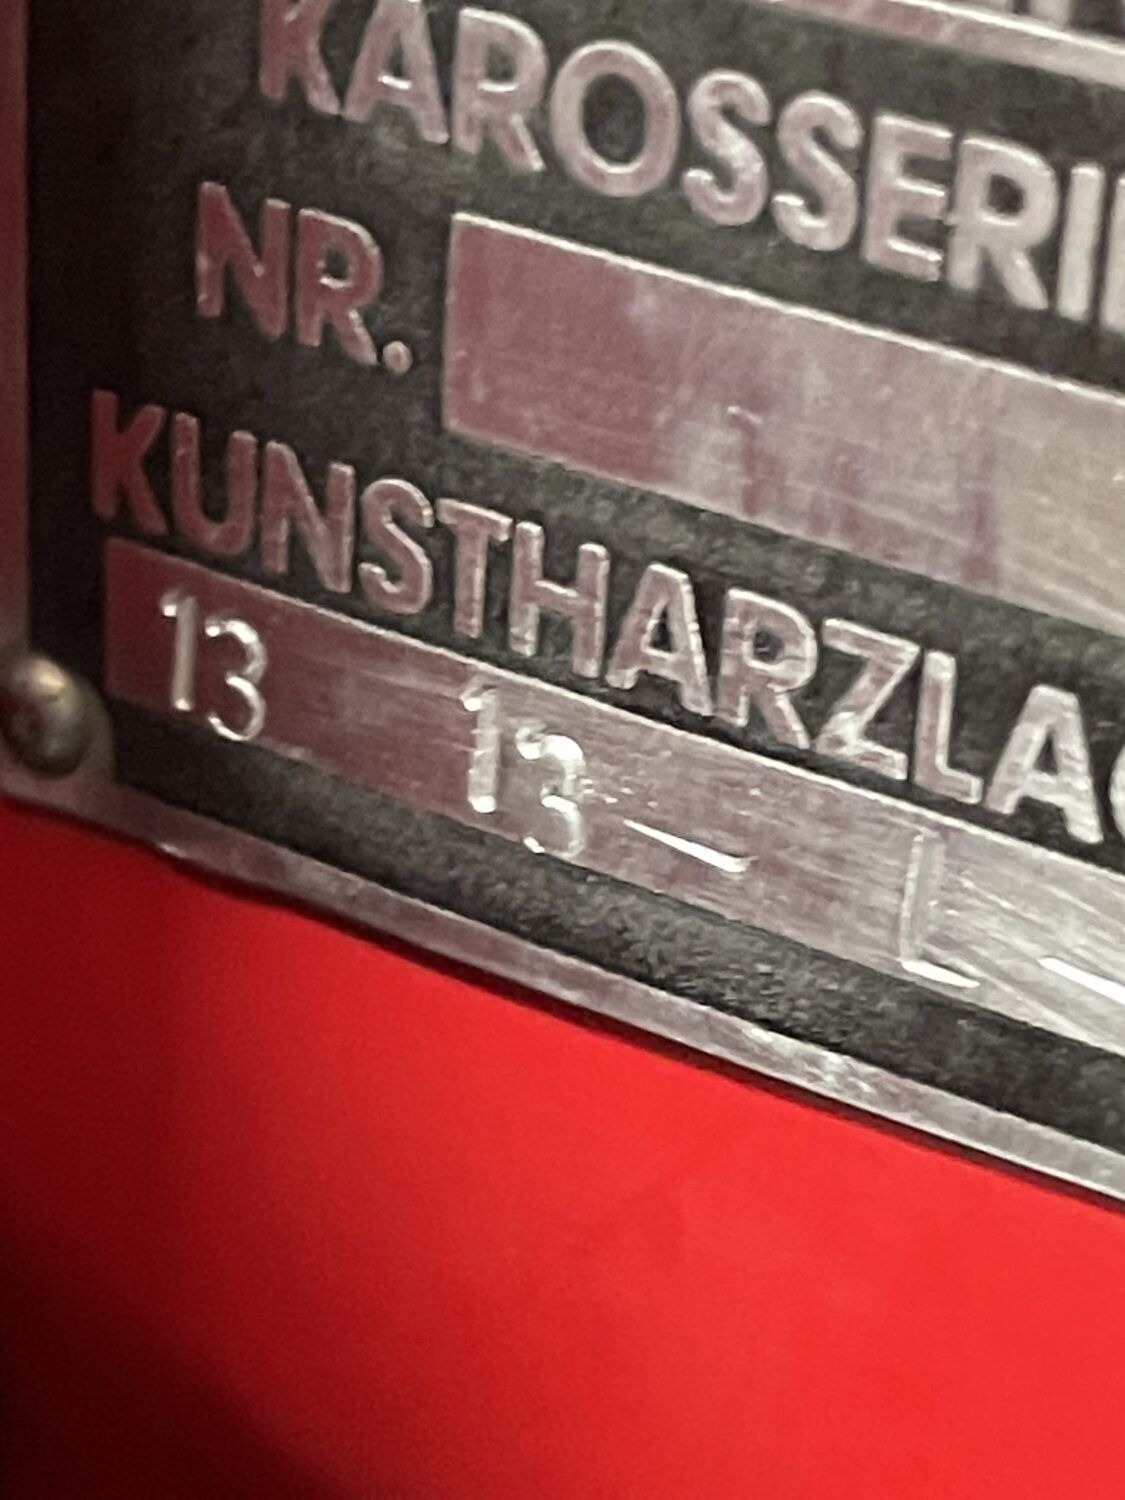 KAROSSERI
NR.
KUNSTHARZLA
13 13 - L -